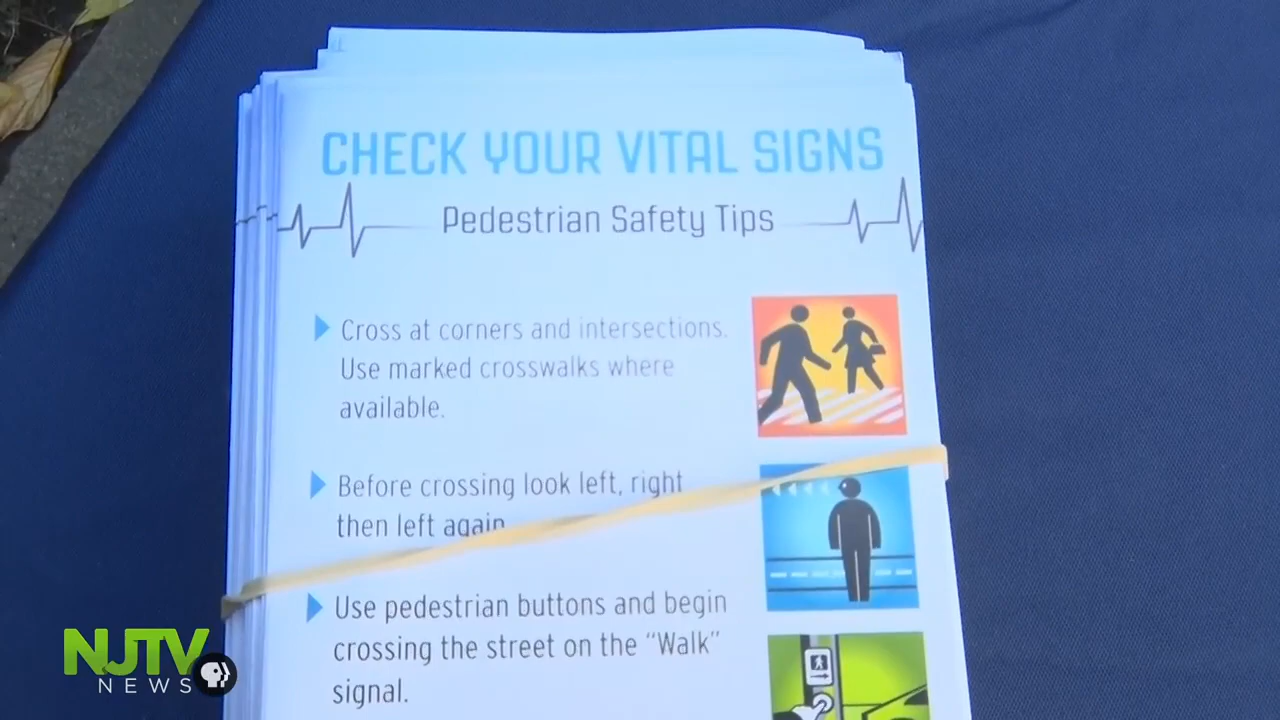 CHECK YOUR VITAL SIGNS
Pedestrian Safety Tips
Cross at corners and intersections.
Use marked crosswalks where
available.
Before crossing look left, right
then left again
Use pedestrian buttons and begin
crossing the street on the “Walk”
signal.
NJTV
NEWS
PBS